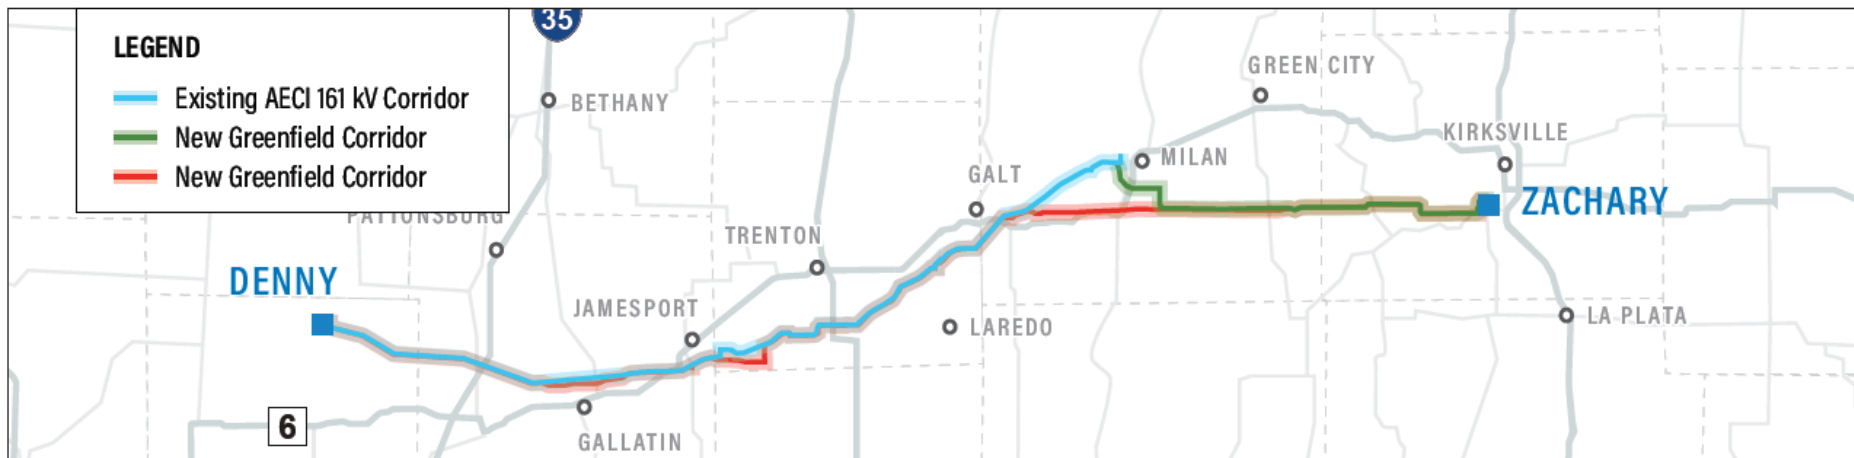 35
LEGEND
Existing AECI 161 kV Corridor
New Greenfield Corridor
New Greenfield Corridor
BETHANY
GREEN CITY
KIRKSVILLE
MILAN
GALT
ZACHARY
PATTONSBURG
TRENTON
DENNY
JAMESPORT
LAREDO
LA PLATA
6
GALLATIN